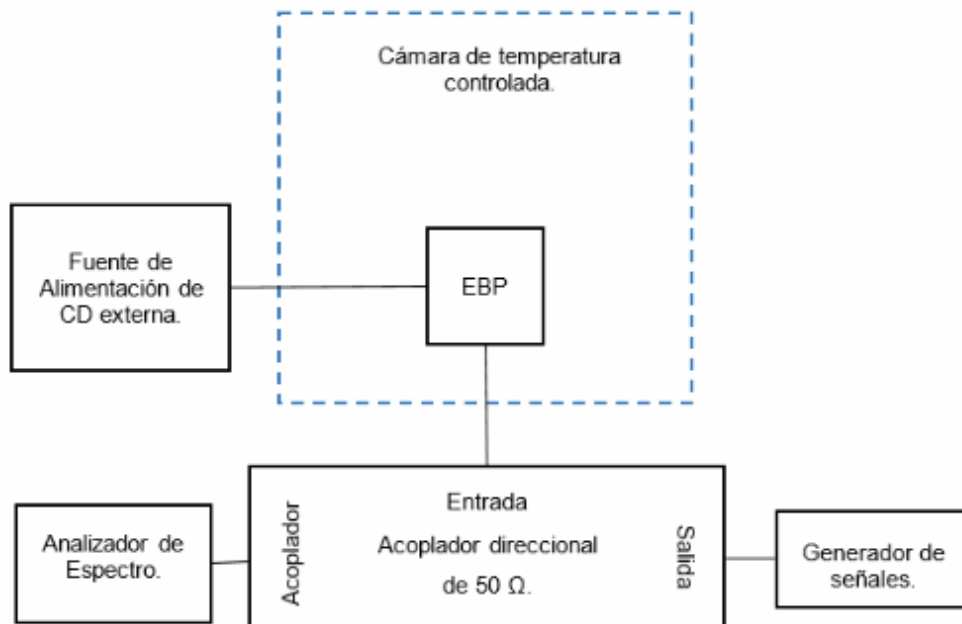 Cámara de temperatura
controlada.
Fuente de
Alimentación de
CD externa.
EBP
Analizador de
Espectro.
Acoplador
Entrada
Acoplador direccional
de 50 Ω.
Salida
Generador de
señales.